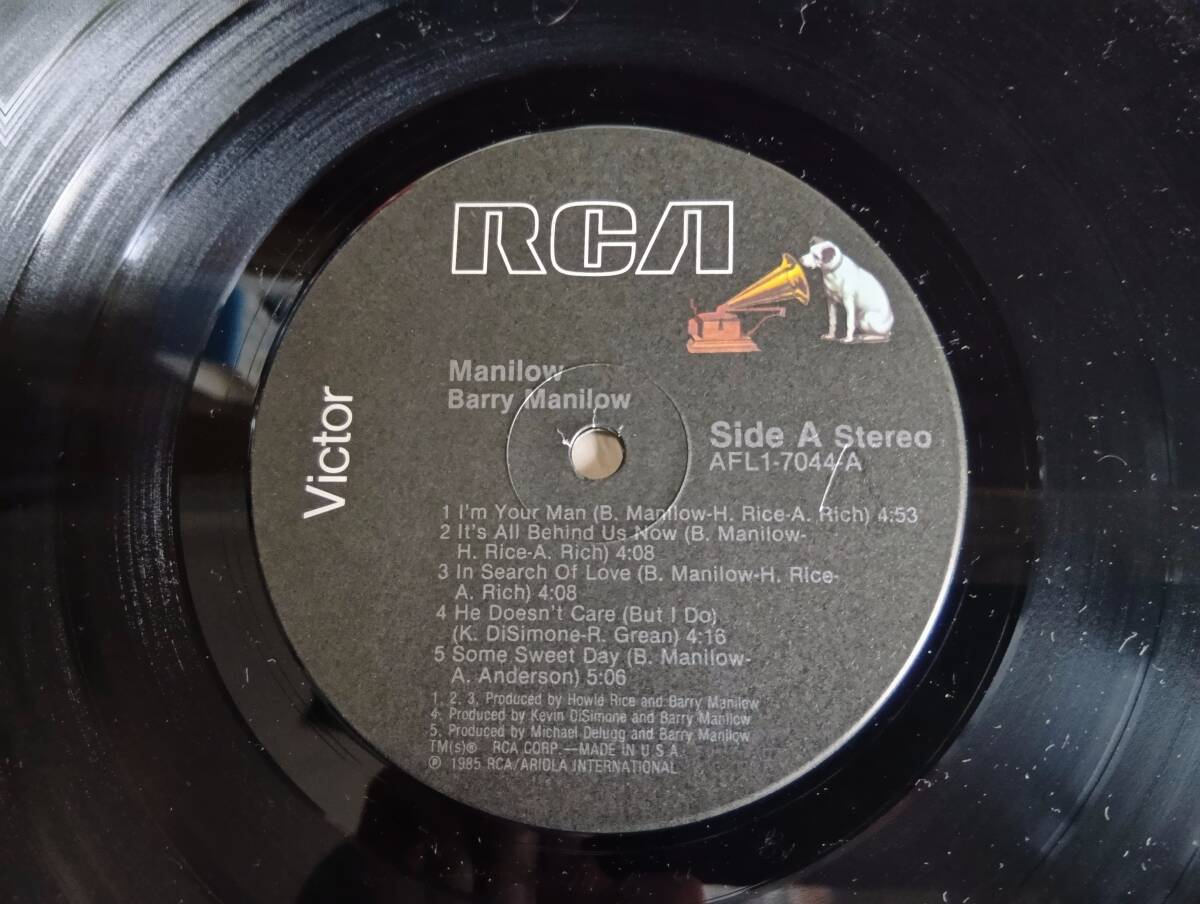 RCA
Victor
Manilow
Barry Manilow
Side A Stereo
AFL1-7044-A
1 I'm Your Man (B. Manilow-H. Rice-A. Rich) 4:53
2 It's All Behind Us Now (B. Manilow-
H. Rice-A. Rich) 4:08
3 In Search Of Love (B. Manilow-H. Rice-
A. Rich) 4:08
4 He Doesn't Care (But I Do)
(K. DiSimone-R. Grean) 4:16
5 Some Sweet Day (B. Manilow-
A. Anderson) 5:06
1, 2, 3, Produced by Howie Rice and Barry Manilow
4, Produced by Kevin DiSimone and Barry Manilow
5, Produced by Michael Delugg and Barry Manilow
TM(s)® RCA CORP.—MADE IN U.S.A.
℗ 1985 RCA/ARIOLA INTERNATIONAL